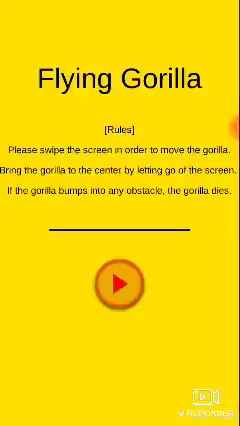 Flying Gorilla
[Rules]
Please swipe the screen in order to move the gorilla.
Bring the gorilla to the center by letting go of the screen.
If the gorilla bumps into any obstacle, the gorilla dies.
V RECORDER